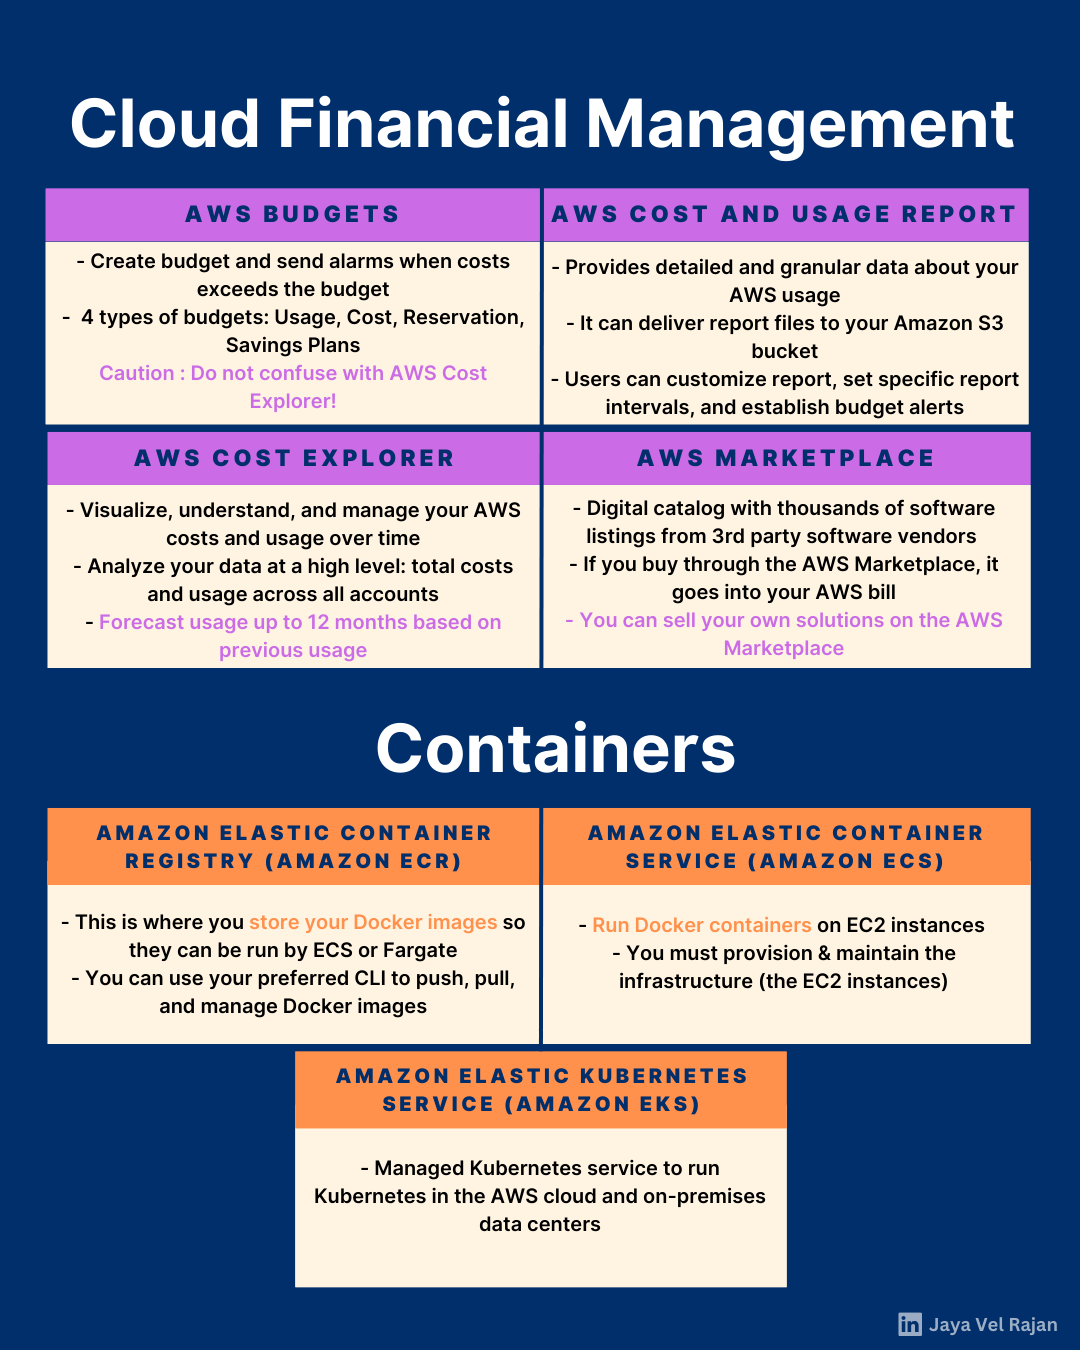 Cloud Financial Management
AWS BUDGETS
- Create budget and send alarms when costs
exceeds the budget
- 4 types of budgets: Usage, Cost, Reservation,
Savings Plans
Caution : Do not confuse with AWS Cost
Explorer!
AWS COST AND USAGE REPORT
- Provides detailed and granular data about your
AWS usage
- It can deliver report files to your Amazon S3
bucket
- Users can customize report, set specific report
intervals, and establish budget alerts
AWS COST EXPLORER
- Visualize, understand, and manage your AWS
costs and usage over time
- Analyze your data at a high level: total costs
and usage across all accounts
- Forecast usage up to 12 months based on
previous usage
AWS MARKETPLACE
- Digital catalog with thousands of software
listings from 3rd party software vendors
- If you buy through the AWS Marketplace, it
goes into your AWS bill
- You can sell your own solutions on the AWS
Marketplace
Containers
AMAZON ELASTIC CONTAINER
REGISTRY (AMAZON ECR)
- This is where you store your Docker images so
they can be run by ECS or Fargate
- You can use your preferred CLI to push, pull,
and manage Docker images
AMAZON ELASTIC CONTAINER
SERVICE (AMAZON ECS)
- Run Docker containers on EC2 instances
- You must provision & maintain the
infrastructure (the EC2 instances)
AMAZON ELASTIC KUBERNETES
SERVICE (AMAZON EKS)
- Managed Kubernetes service to run
Kubernetes in the AWS cloud and on-premises
data centers
in Jaya Vel Rajan